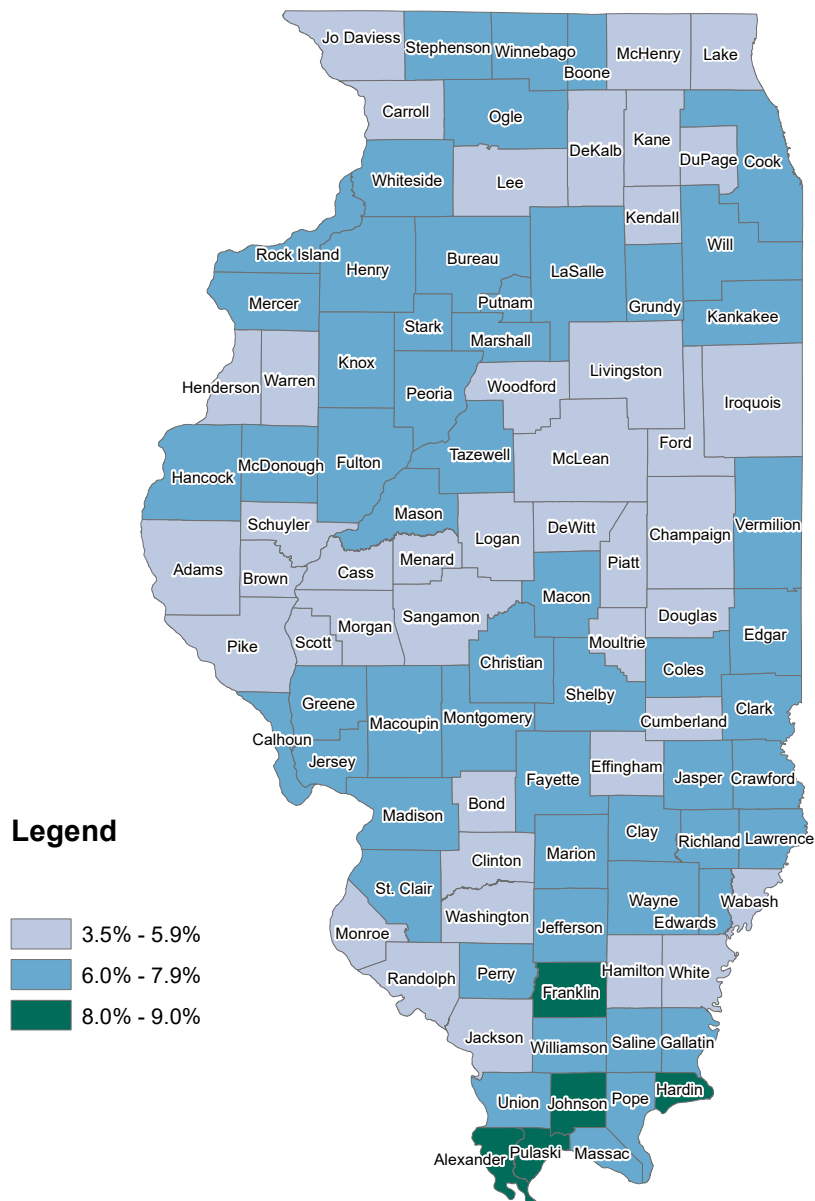 Jo Daviess
Stephenson
Winnebago
Boone
McHenry
Lake
Carroll
Ogle
DeKalb
Kane
DuPage
Cook
Whiteside
Lee
Kendall
Will
Rock Island
Henry
Bureau
LaSalle
Grundy
Putnam
Mercer
Kankakee
Stark
Marshall
Knox
Peoria
Woodford
Livingston
Henderson
Warren
Iroquois
Ford
Hancock
McDonough
Fulton
Tazewell
McLean
Mason
Schuyler
Logan
DeWitt
Champaign
Vermilion
Adams
Brown
Cass
Menard
Piatt
Macon
Pike
Scott
Morgan
Sangamon
Moultrie
Douglas
Edgar
Christian
Coles
Shelby
Greene
Macoupin
Montgomery
Cumberland
Clark
Calhoun
Jersey
Fayette
Effingham
Jasper
Crawford
Madison
Bond
Clay
Richland
Lawrence
Marion
Clinton
St. Clair
Wayne
Edwards
Wabash
Washington
Jefferson
Monroe
Randolph
Perry
Franklin
Hamilton
White
Jackson
Williamson
Saline
Gallatin
Union
Johnson
Pope
Hardin
Alexander
Pulaski
Massac
Legend
3.5% - 5.9%
6.0% - 7.9%
8.0% - 9.0%